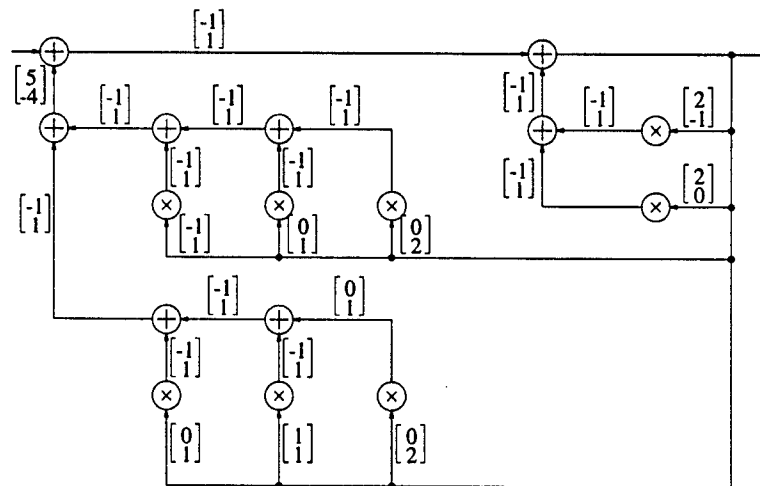 [-1 1]
+ +
[5 -4]
[-1 1] [-1 1] [-1 1] [-1 1] [-1 1] [2 -1]
+ + + + ×
[-1 1] [-1 1] [-1 1] [2 0]
× × × ×
[-1 1] [-1 1] [0 1] [0 2]
[-1 1] [0 1]
+ +
[-1 1] [-1 1]
× × ×
[0 1] [1 1] [0 2]